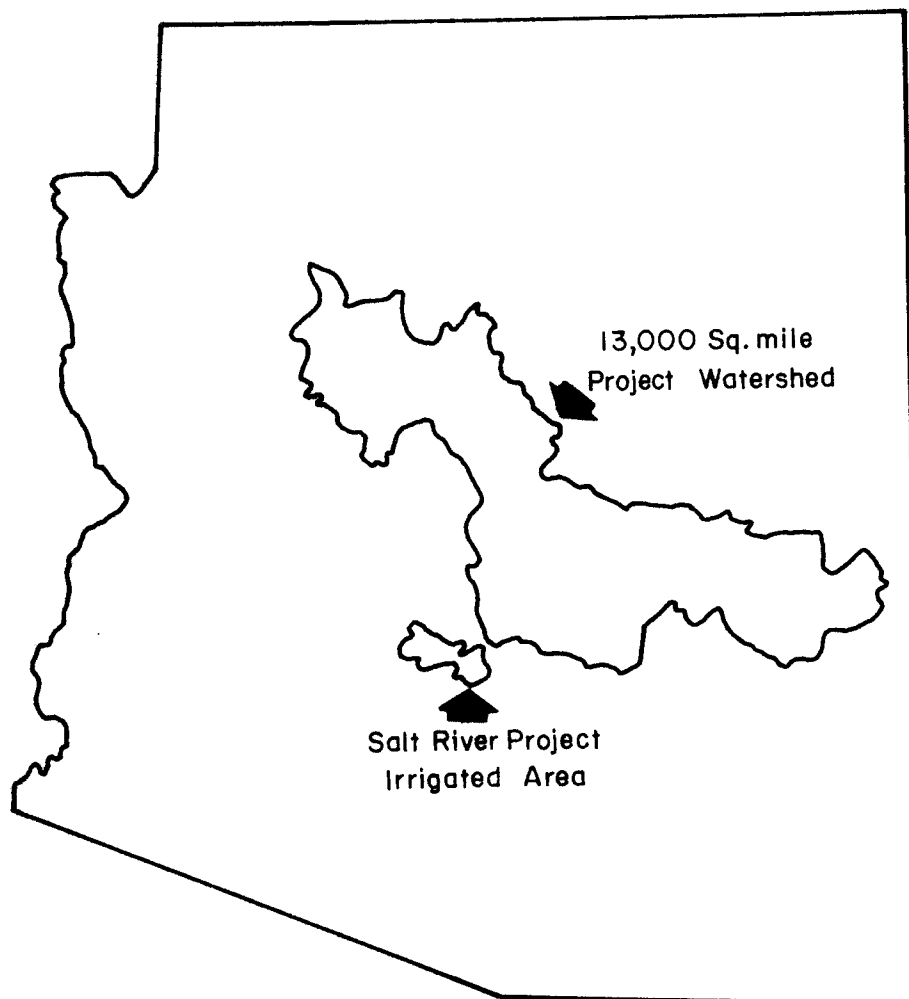 13,000 Sq. mile
Project Watershed
Salt River Project
Irrigated Area